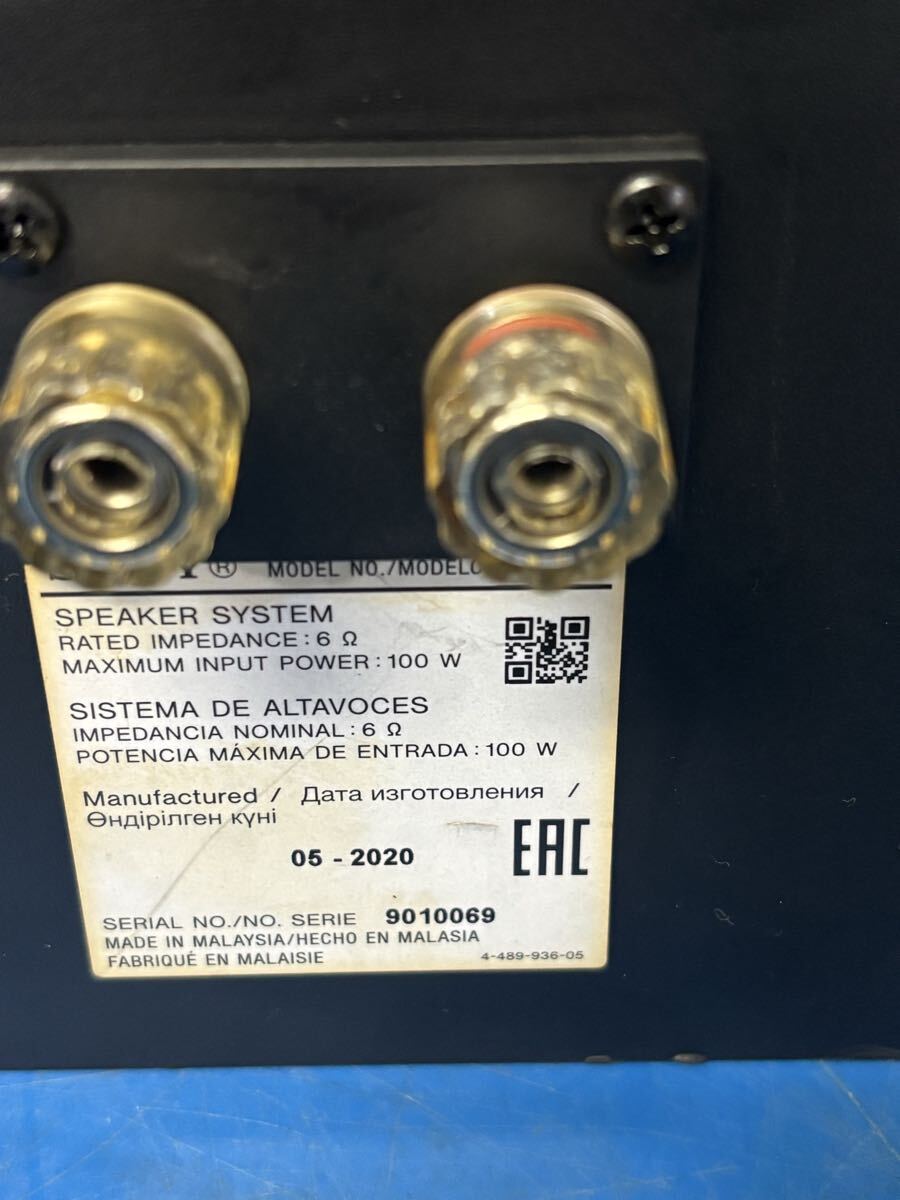 ® MODEL NO./MODELO
SPEAKER SYSTEM
RATED IMPEDANCE : 6 Ω
MAXIMUM INPUT POWER : 100 W
SISTEMA DE ALTAVOCES
IMPEDANCIA NOMINAL : 6 Ω
POTENCIA MÁXIMA DE ENTRADA : 100 W
Manufactured / Дата изготовления /
Өндірілген күні
05 - 2020
EAC
SERIAL NO./NO. SERIE 9010069
MADE IN MALAYSIA/HECHO EN MALASIA
FABRIQUÉ EN MALAISIE
4-489-936-05